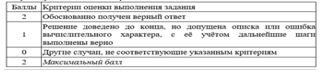 Баллы Критерии оценки выполнения задания
2 Обоснованно получен верный ответ
1 Решение доведено до конца, но допущена описка или ошибка
вычислительного характера, с её учётом дальнейшие шаги
выполнены верно
0 Другие случаи, не соответствующие указанным критериям
2 Максимальный балл